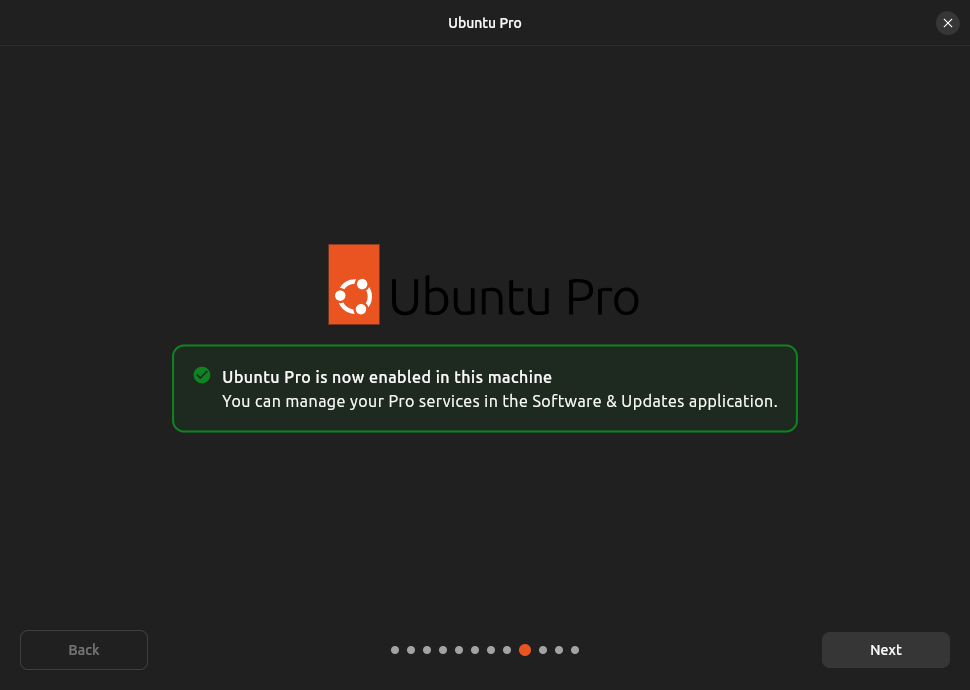 Ubuntu Pro
Ubuntu Pro
Ubuntu Pro is now enabled in this machine
You can manage your Pro services in the Software & Updates application.
Back
Next